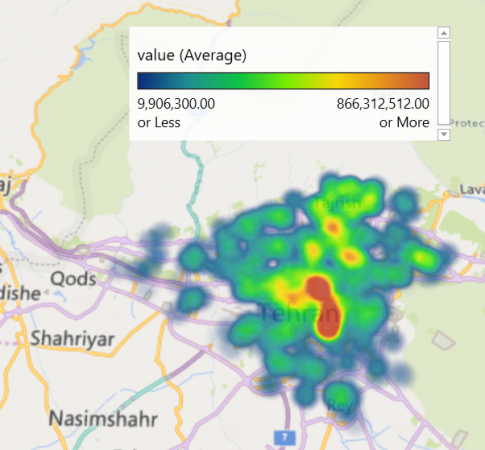 value (Average)
9,906,300.00
866,312,512.00
or Less
or More
Protec
Tajrish
Lava
aj
Qods
dishe
Tehran
Shahriyar
Nasimshahr
Rey
7